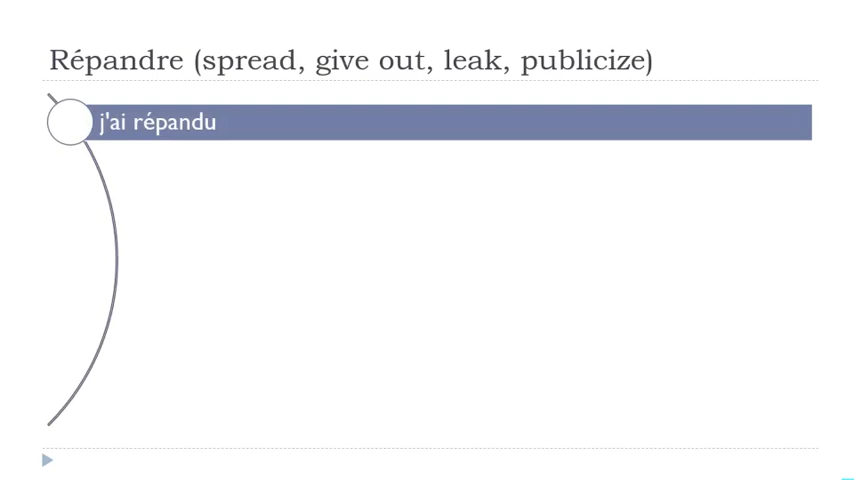 Répandre (spread, give out, leak, publicize)
j'ai répandu